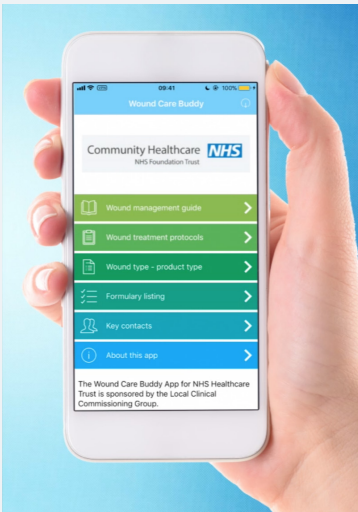 09:41
100%
Wound Care Buddy
Community Healthcare NHS
NHS Foundation Trust
Wound management guide
Wound treatment protocols
Wound type - product type
Formulary listing
Key contacts
About this app
The Wound Care Buddy App for NHS Healthcare
Trust is sponsored by the Local Clinical
Commissioning Group.